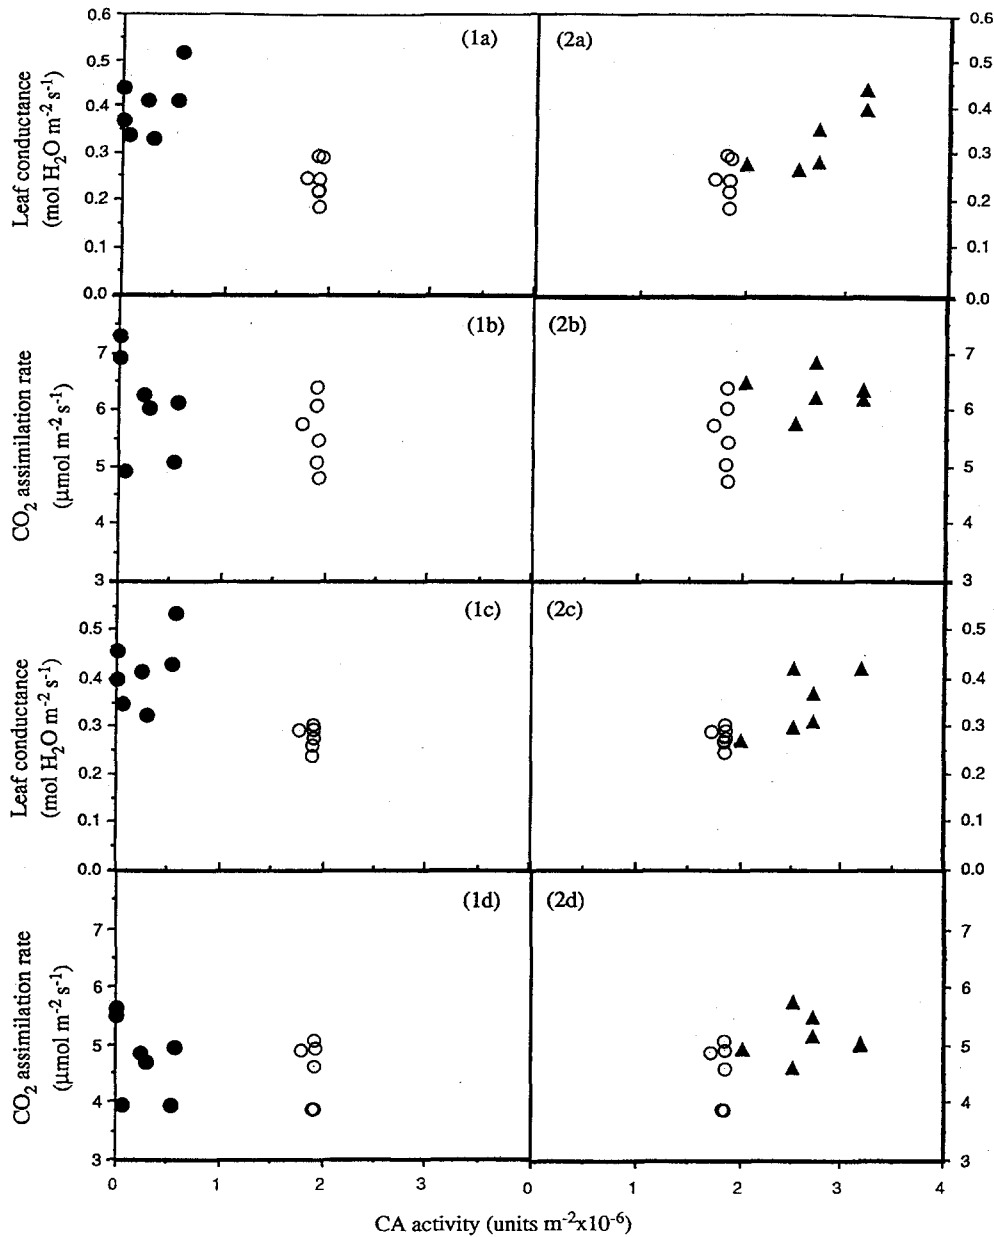 0.6
0.5
0.4
0.3
0.2
0.1
0.0
Leaf conductance
(mol H2O m-2 s-1)
(1a)
(2a)
0.6
0.5
0.4
0.3
0.2
0.1
0.0
7
6
5
4
3
CO2 assimilation rate
(µmol m-2 s-1)
(1b)
(2b)
7
6
5
4
3
0.5
0.4
0.3
0.2
0.1
0.0
Leaf conductance
(mol H2O m-2 s-1)
(1c)
(2c)
0.5
0.4
0.3
0.2
0.1
0.0
7
6
5
4
3
CO2 assimilation rate
(µmol m-2 s-1)
(1d)
(2d)
7
6
5
4
3
0 1 2 3 0 1 2 3 4
CA activity (units m-2x10-6)